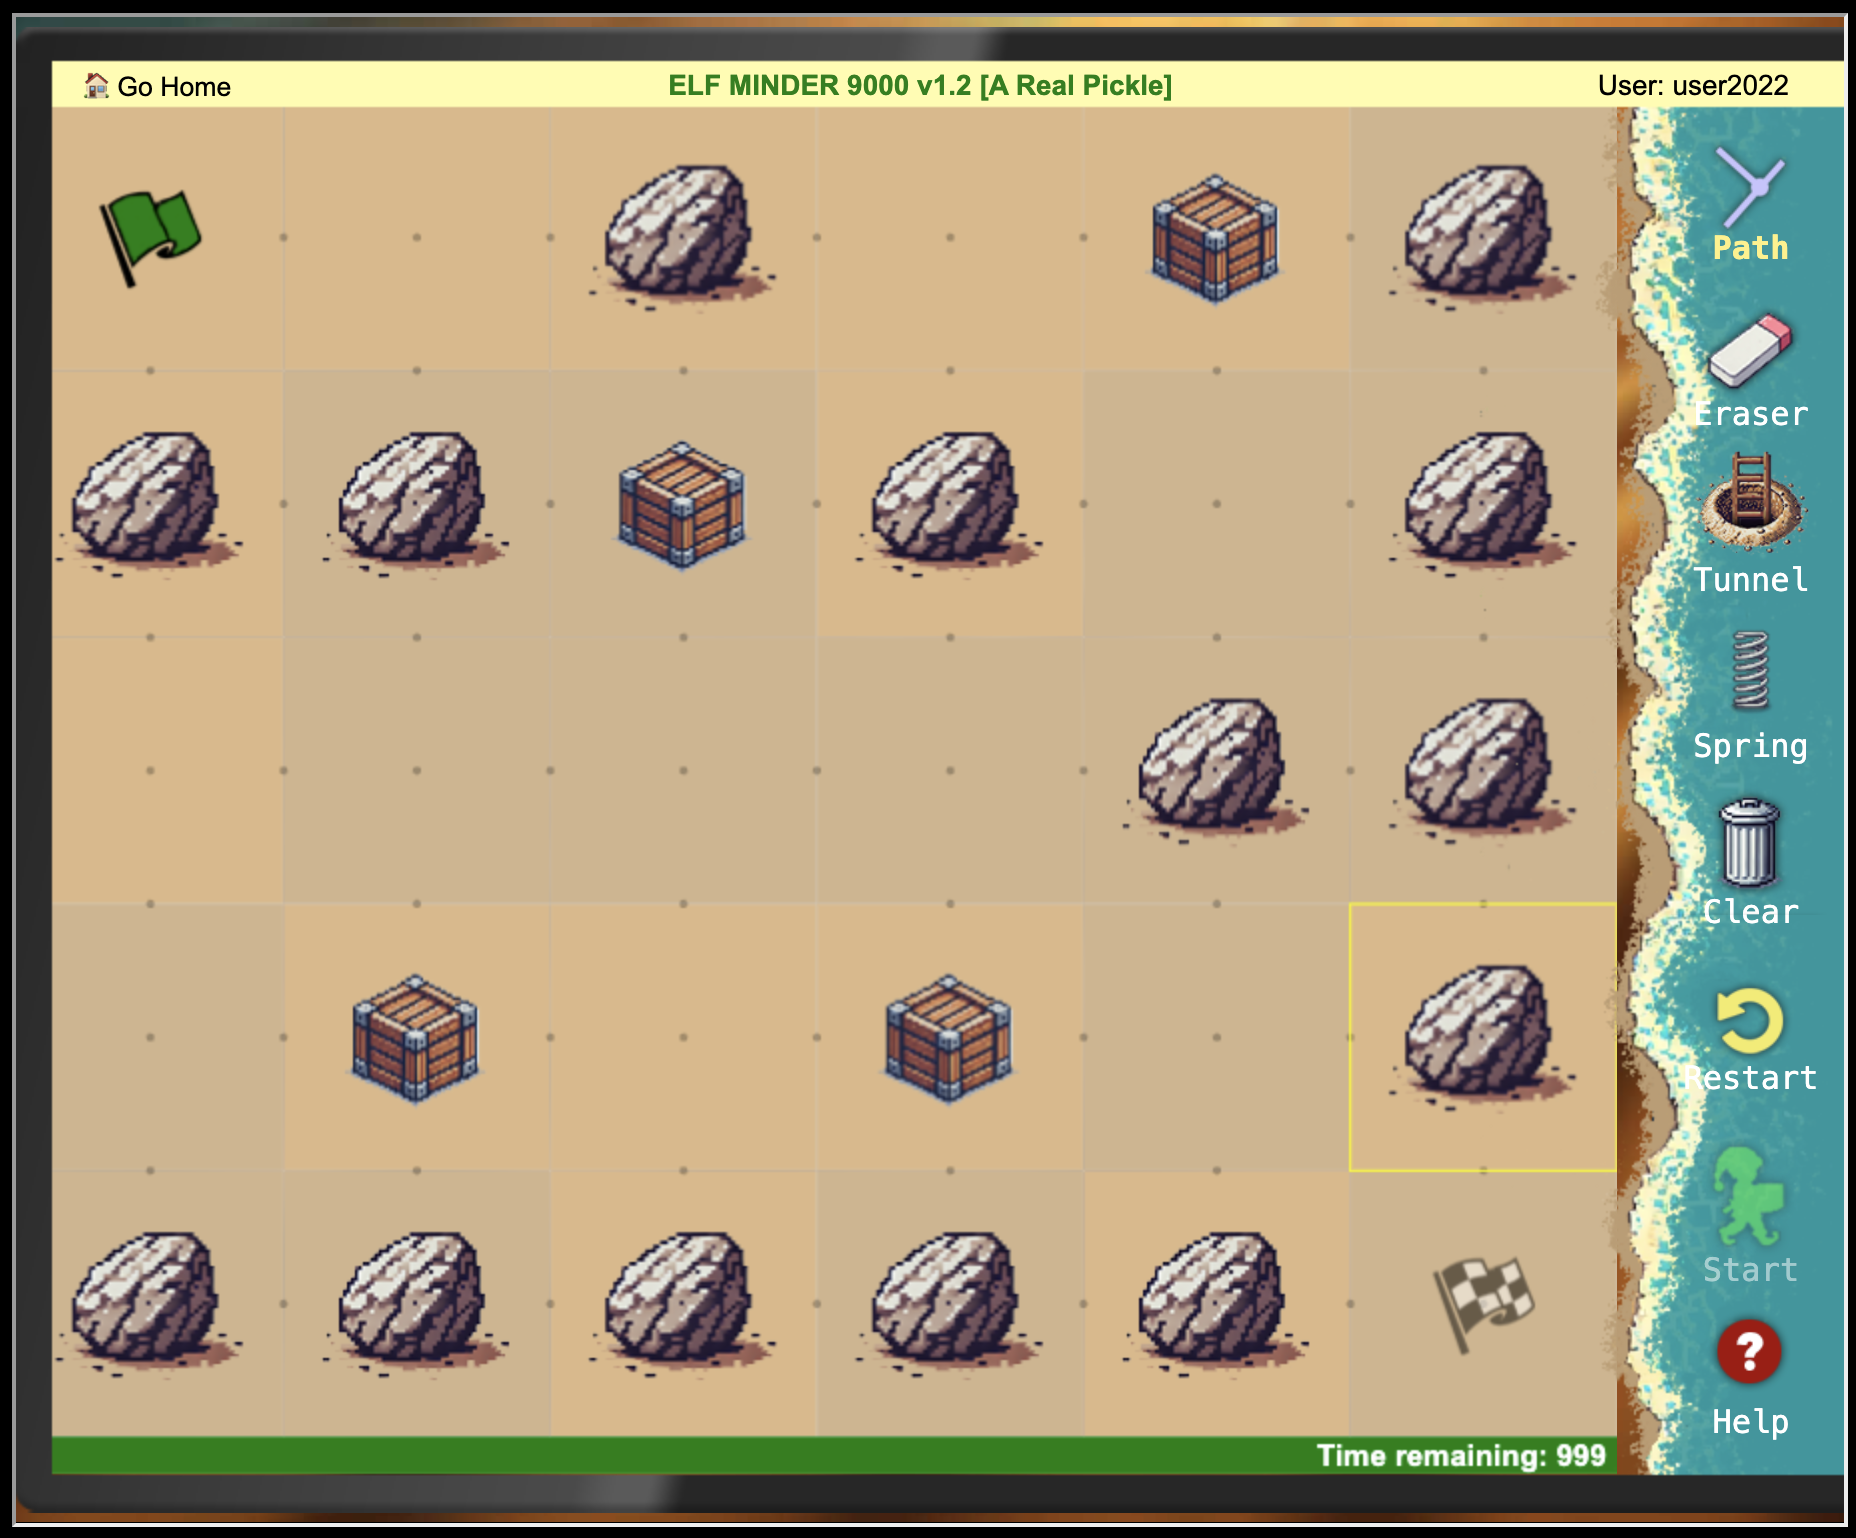 Go Home
ELF MINDER 9000 v1.2 [A Real Pickle]
User: user2022
Path
Eraser
Tunnel
Spring
Clear
Restart
Start
?
Help
Time remaining: 999